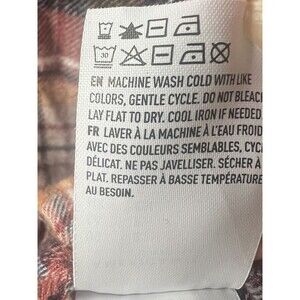 30
EN MACHINE WASH COLD WITH LIKE
COLORS, GENTLE CYCLE. DO NOT BLEAC
LAY FLAT TO DRY. COOL IRON IF NEEDED.
FR LAVER À LA MACHINE À L'EAU FROID
AVEC DES COULEURS SEMBLABLES, CYC
DÉLICAT. NE PAS JAVELLISER. SÉCHER À
PLAT. REPASSER À BASSE TEMPÉRATURE
AU BESOIN.